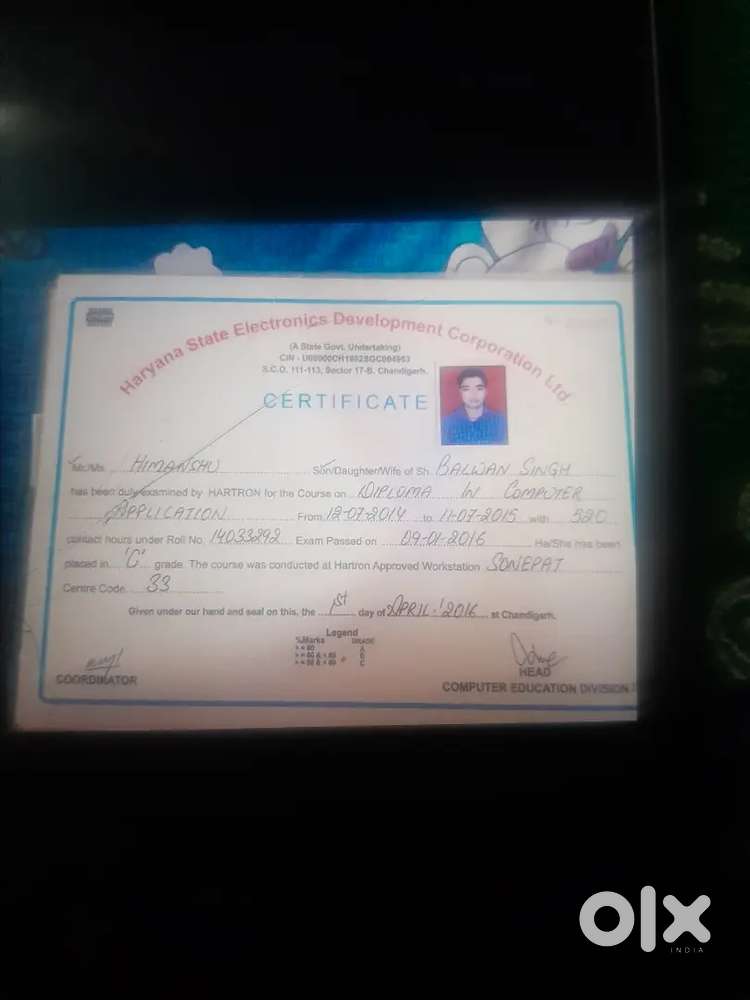 Haryana State Electronics Development Corporation Ltd.
(A State Govt. Undertaking)
S.C.O. 111-113, Sector 17-B, Chandigarh.
CERTIFICATE
Mr./Ms. HIMANSHU Son/Daughter/Wife of Sh. BALWAN SINGH
has been duly examined by HARTRON for the Course on DIPLOMA IN COMPUTER
APPLICATION From 12-07-2014 to 11-07-2015 with 520
contact hours under Roll No. 14033292 Exam Passed on 09-01-2016 He/She has been
placed in 'C' grade. The course was conducted at Hartron Approved Workstation SONEPAT
Centre Code 33
Given under our hand and seal on this, the 1st day of APRIL-'2016 at Chandigarh.
Legend
%Marks GRADE
A
B
C
COORDINATOR
HEAD
COMPUTER EDUCATION DIVISION
olx
INDIA